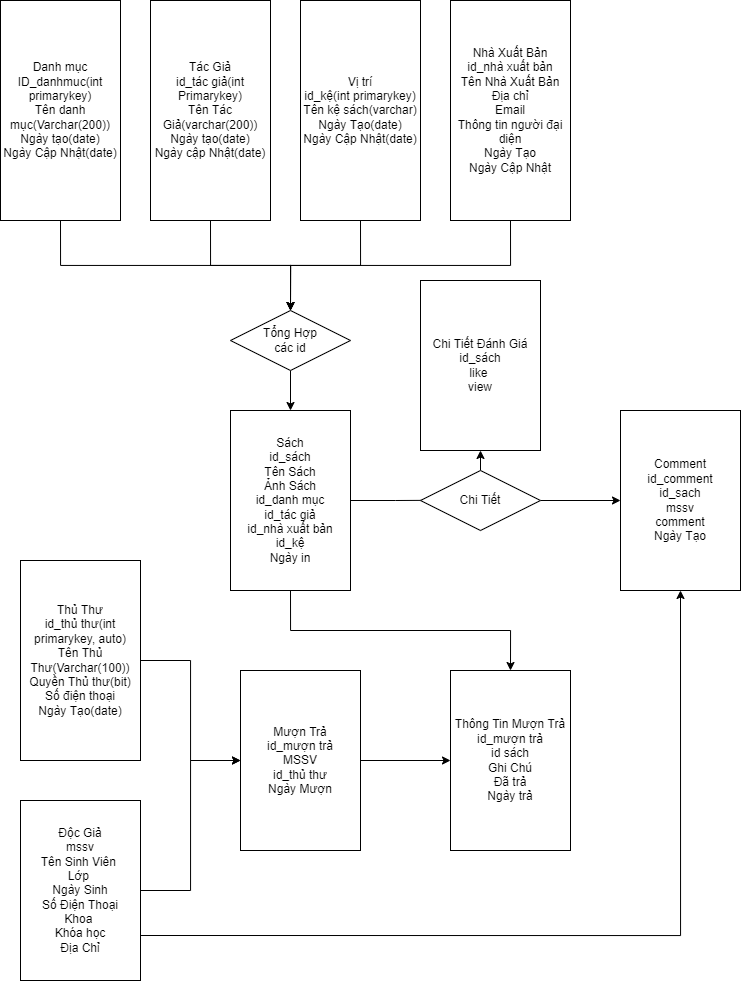 Danh mục
ID_danhmuc(int
primarykey)
Tên danh
mục(Varchar(200))
Ngày tạo(date)
Ngày Cập Nhật(date)
Tác Giả
id_tác giả(int
Primarykey)
Tên Tác
Giả(varchar(200))
Ngày tạo(date)
Ngày cập Nhật(date)
Vị trí
id_kệ(int primarykey)
Tên kệ sách(varchar)
Ngày Tạo(date)
Ngày Cập Nhật(date)
Nhà Xuất Bản
id_nhà xuất bản
Tên Nhà Xuất Bản
Địa chỉ
Email
Thông tin người đại
diện
Ngày Tạo
Ngày Cập Nhật
Tổng Hợp
các id
Chi Tiết Đánh Giá
id_sách
like
view
Sách
id_sách
Tên Sách
Ảnh Sách
id_danh mục
id_tác giả
id_nhà xuất bản
id_kệ
Ngày in
Chi Tiết
Comment
id_comment
id_sach
mssv
comment
Ngày Tạo
Thủ Thư
id_thủ thư(int
primarykey, auto)
Tên Thủ
Thư(Varchar(100))
Quyền Thủ thư(bit)
Số điện thoại
Ngày Tạo(date)
Mượn Trả
id_mượn trả
MSSV
id_thủ thư
Ngày Mượn
Thông Tin Mượn Trả
id_mượn trả
id sách
Ghi Chú
Đã trả
Ngày trả
Độc Giả
mssv
Tên Sinh Viên
Lớp
Ngày Sinh
Số Điện Thoại
Khoa
Khóa học
Địa Chỉ